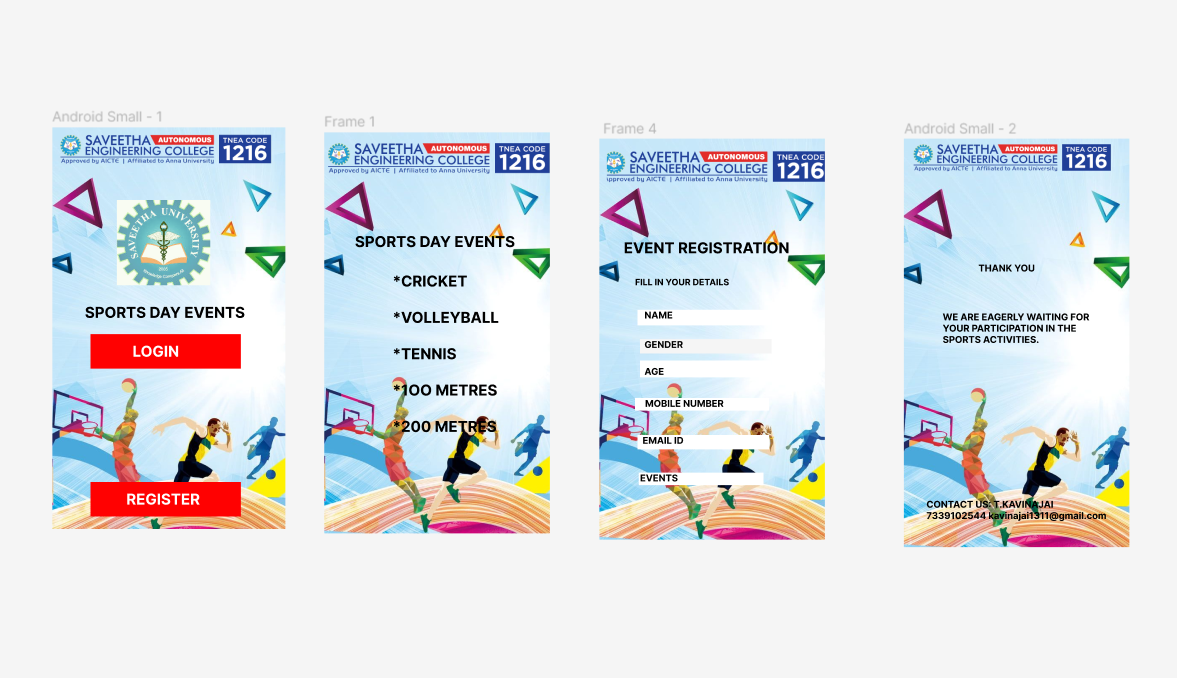 Android Small - 1
SAVEETHA AUTONOMOUS
ENGINEERING COLLEGE
Approved by AICTE | Affiliated to Anna University
TNEA CODE
1216
SAVEETHA UNIVERSITY
SPORTS DAY EVENTS
LOGIN
REGISTER
Frame 1
SAVEETHA AUTONOMOUS
ENGINEERING COLLEGE
Approved by AICTE | Affiliated to Anna University
TNEA CODE
1216
SPORTS DAY EVENTS
*CRICKET
*VOLLEYBALL
*TENNIS
*1OO METRES
*200 METRES
Frame 4
SAVEETHA AUTONOMOUS
ENGINEERING COLLEGE
approved by AICTE | Affiliated to Anna University
TNEA CODE
1216
EVENT REGISTRATION
FILL IN YOUR DETAILS
NAME
GENDER
AGE
MOBILE NUMBER
EMAIL ID
EVENTS
Android Small - 2
SAVEETHA AUTONOMOUS
ENGINEERING COLLEGE
Approved by AICTE | Affiliated to Anna University
TNEA CODE
1216
THANK YOU
WE ARE EAGERLY WAITING FOR
YOUR PARTICIPATION IN THE
SPORTS ACTIVITIES.
CONTACT US: T.KAVINAJAI
7339102544 kavinajai1311@gmail.com